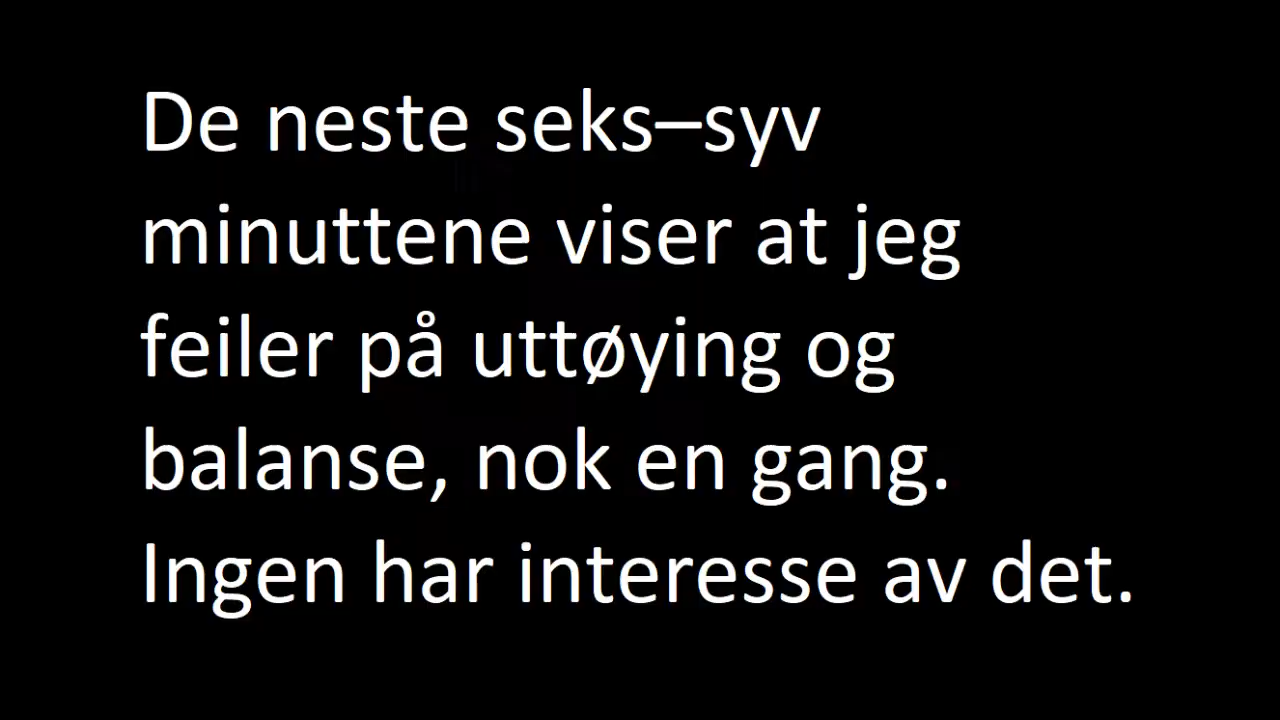 De neste seks–syv
minuttene viser at jeg
feiler på uttøying og
balanse, nok en gang.
Ingen har interesse av det.